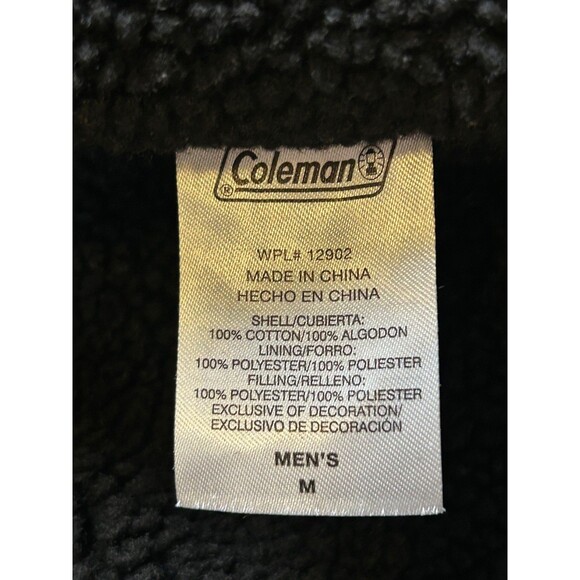 Coleman
®
WPL# 12902
MADE IN CHINA
HECHO EN CHINA
SHELL/CUBIERTA:
100% COTTON/100% ALGODON
LINING/FORRO:
100% POLYESTER/100% POLIESTER
FILLING/RELLENO:
100% POLYESTER/100% POLIESTER
EXCLUSIVE OF DECORATION/
EXCLUSIVO DE DECORACIÓN
MEN'S
M